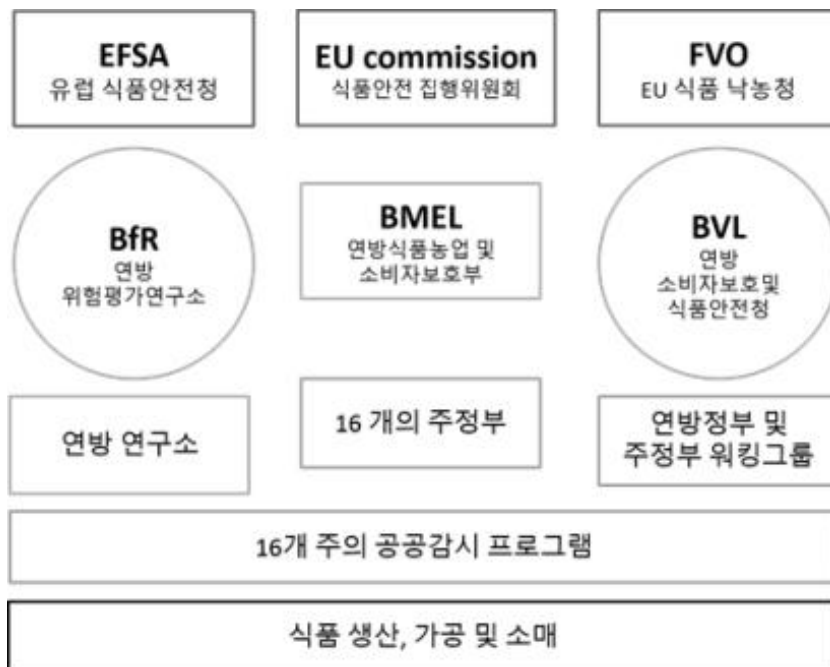 EFSA
유럽 식품안전청
EU commission
식품안전 집행위원회
FVO
EU 식품 낙농청
BfR
연방
위험평가연구소
BMEL
연방식품농업 및
소비자보호부
BVL
연방
소비자보호및
식품안전청
연방 연구소
16 개의 주정부
연방정부 및
주정부 워킹그룹
16개 주의 공공감시 프로그램
식품 생산, 가공 및 소매